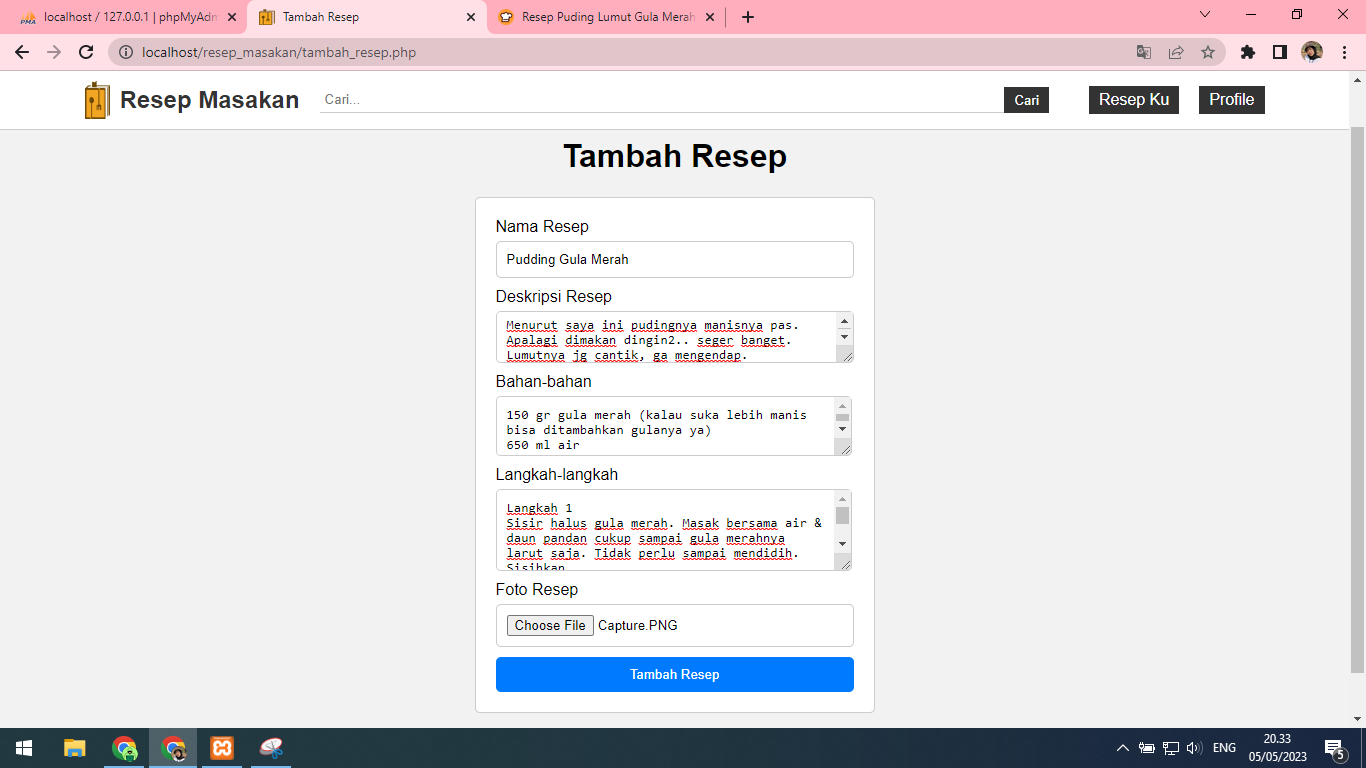 localhost / 127.0.0.1 | phpMyAdm
Tambah Resep
Resep Puding Lumut Gula Merah
localhost/resep_masakan/tambah_resep.php
Resep Masakan
Cari...
Cari
Resep Ku
Profile
Tambah Resep
Nama Resep
Pudding Gula Merah
Deskripsi Resep
Menurut saya ini pudingnya manisnya pas.
Apalagi dimakan dingin2.. seger banget.
Lumutnya jg cantik, ga mengendap.
Bahan-bahan
150 gr gula merah (kalau suka lebih manis
bisa ditambahkan gulanya ya)
650 ml air
Langkah-langkah
Langkah 1
Sisir halus gula merah. Masak bersama air &
daun pandan cukup sampai gula merahnya
larut saja. Tidak perlu sampai mendidih.
Sisihkan
Foto Resep
Choose File Capture.PNG
Tambah Resep
ENG
20.33
05/05/2023
5